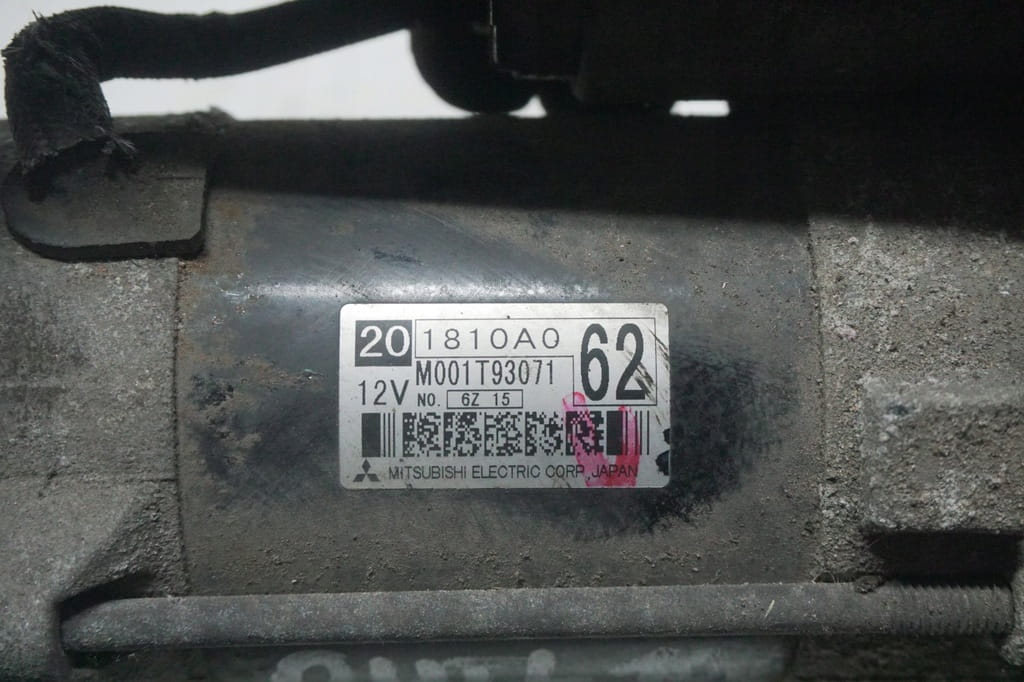 20 1810A0 62
M001T93071
12V NO. 6Z 15
MITSUBISHI ELECTRIC CORP. JAPAN